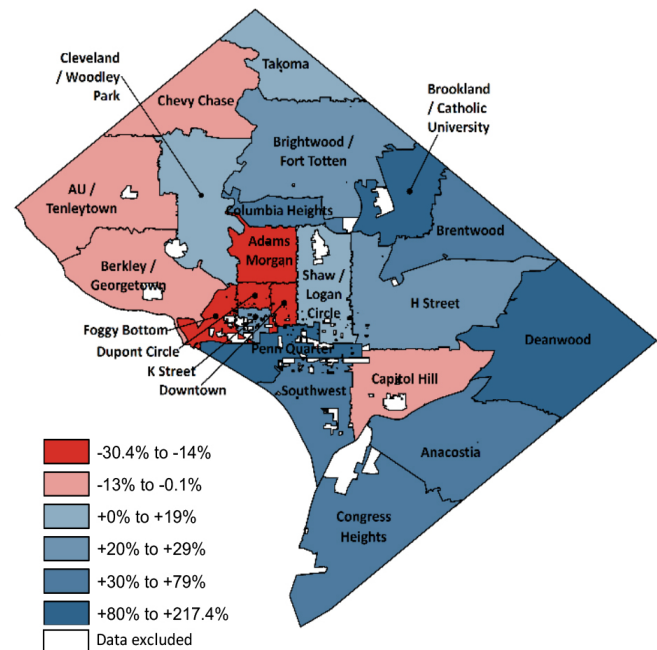 Cleveland
/ Woodley
Park
Takoma
Chevy Chase
Brookland
/ Catholic
University
Brightwood /
Fort Totten
AU /
Tenleytown
Columbia Heights
Brentwood
Adams
Morgan
Berkley /
Georgetown
Shaw /
Logan
Circle
H Street
Foggy Bottom
Dupont Circle
K Street
Downtown
Penn Quarter
Deanwood
Capitol Hill
Southwest
Anacostia
Congress
Heights
-30.4% to -14%
-13% to -0.1%
+0% to +19%
+20% to +29%
+30% to +79%
+80% to +217.4%
Data excluded